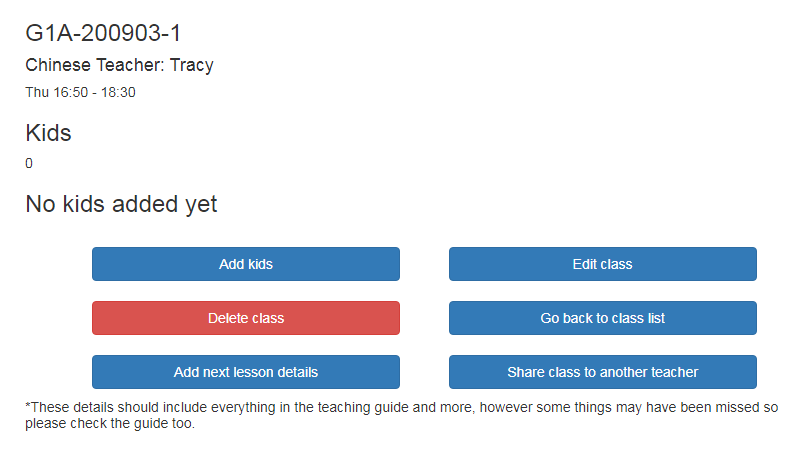 G1A-200903-1
Chinese Teacher: Tracy
Thu 16:50 - 18:30
Kids
0
No kids added yet
Add kids
Edit class
Delete class
Go back to class list
Add next lesson details
Share class to another teacher
*These details should include everything in the teaching guide and more, however some things may have been missed so
please check the guide too.